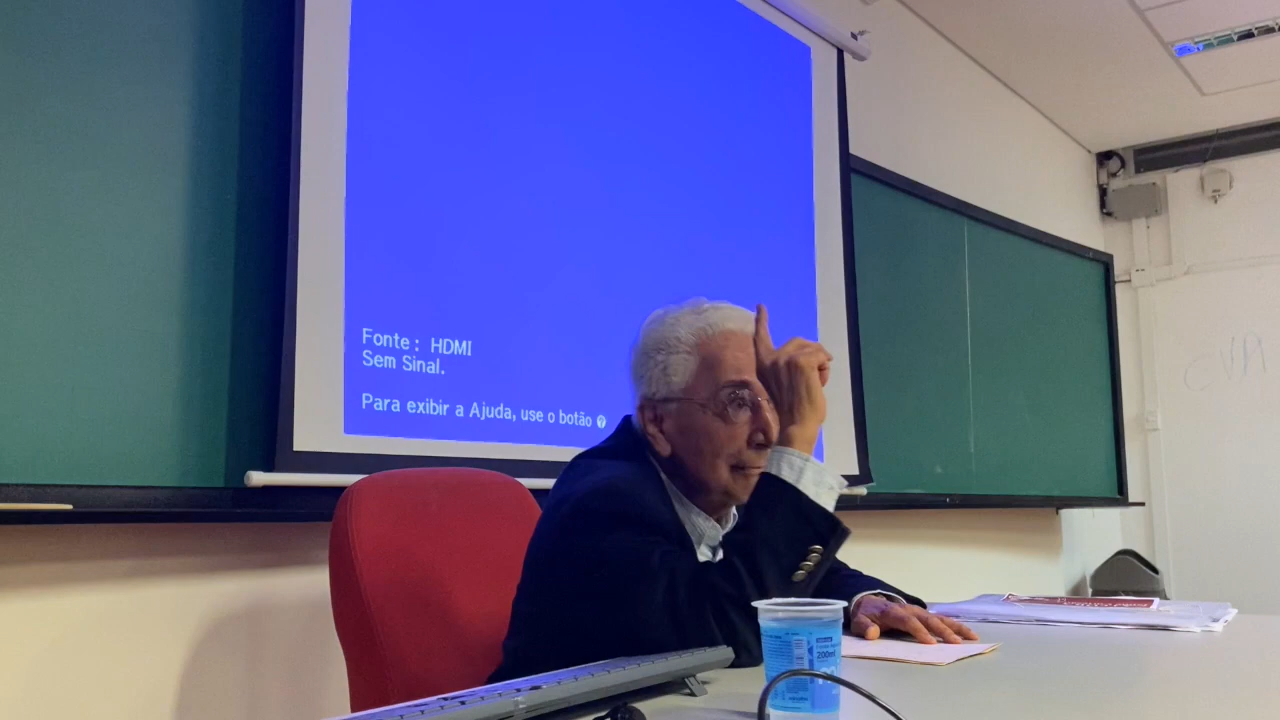 Fonte: HDMI
Sem Sinal.
Para exibir a Ajuda, use o botão ?
200ml